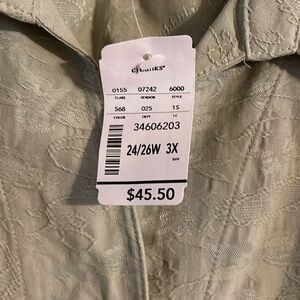 cj banks
0155 07242 6000
CLASS VENDOR STYLE
568 025 1S
COLOR DEPT
34606203
24/26W 3X
SIZE
$45.50